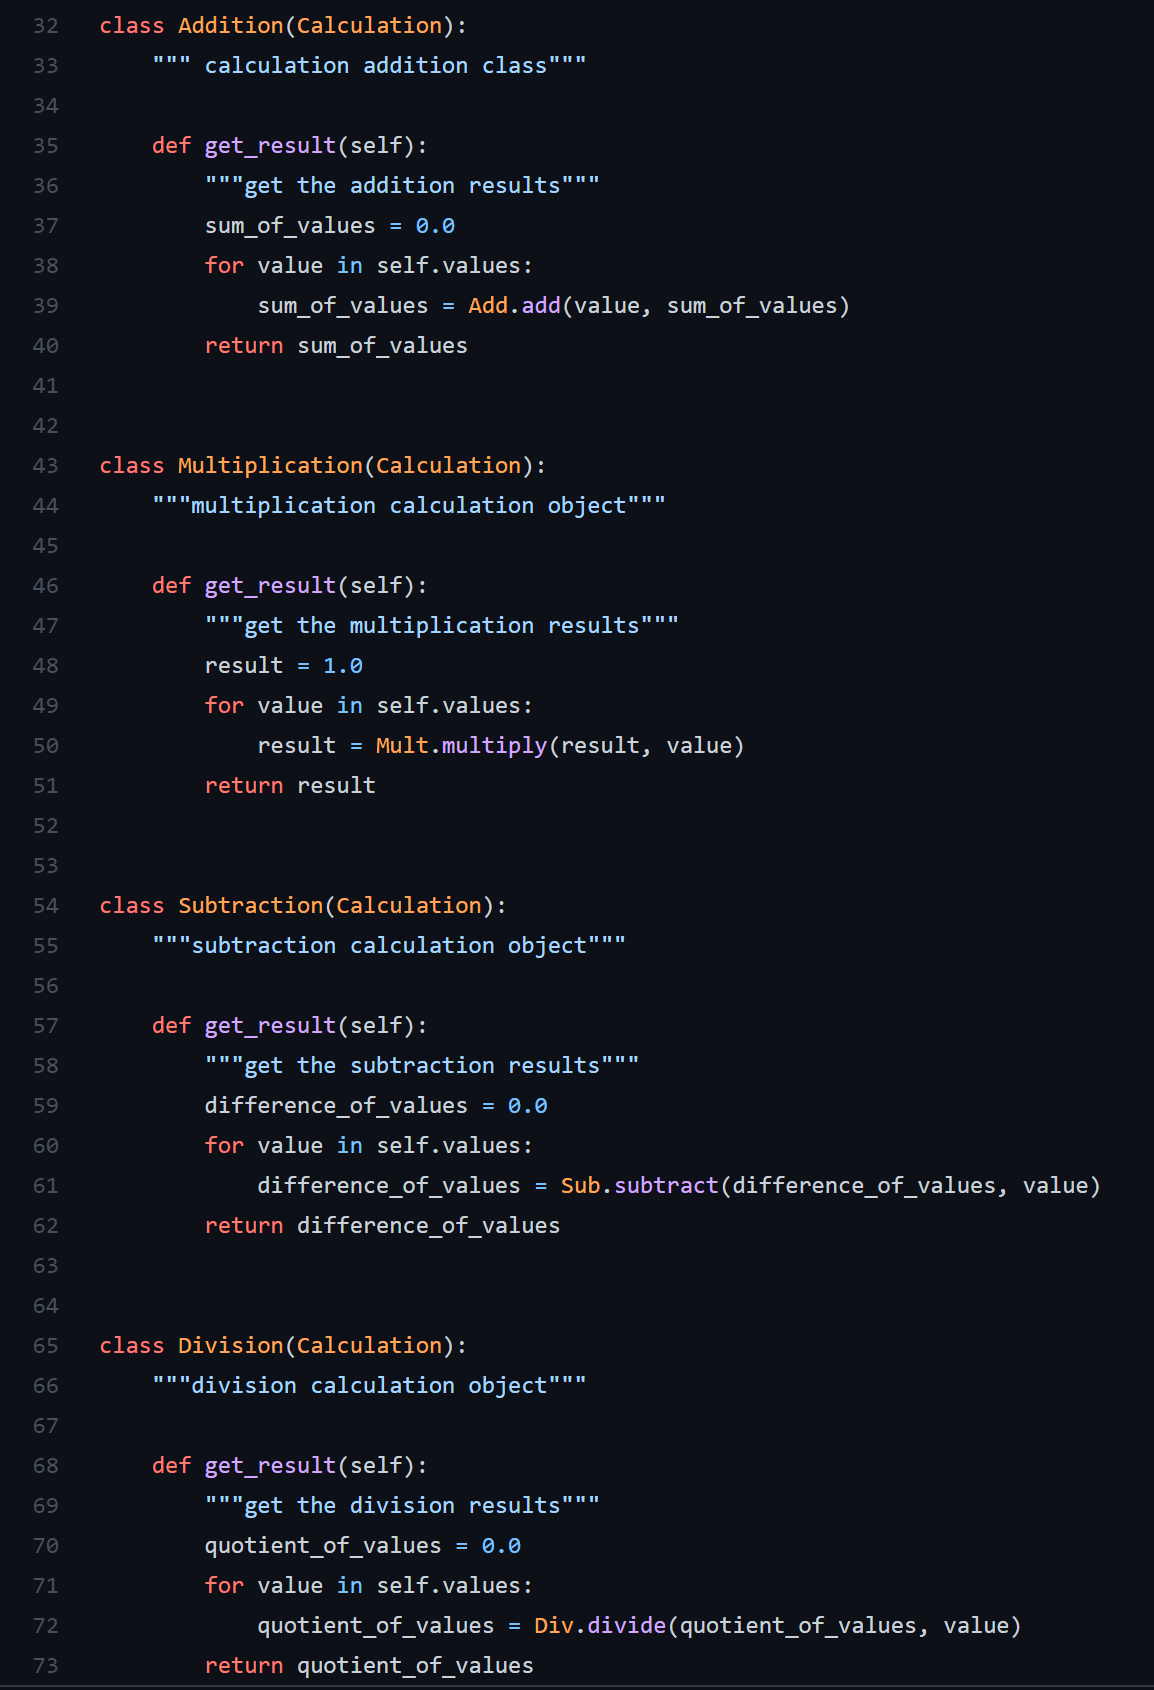 32 class Addition(Calculation):
33     """ calculation addition class"""
34
35     def get_result(self):
36         """get the addition results"""
37         sum_of_values = 0.0
38         for value in self.values:
39             sum_of_values = Add.add(value, sum_of_values)
40         return sum_of_values
41
42
43 class Multiplication(Calculation):
44     """multiplication calculation object"""
45
46     def get_result(self):
47         """get the multiplication results"""
48         result = 1.0
49         for value in self.values:
50             result = Mult.multiply(result, value)
51         return result
52
53
54 class Subtraction(Calculation):
55     """subtraction calculation object"""
56
57     def get_result(self):
58         """get the subtraction results"""
59         difference_of_values = 0.0
60         for value in self.values:
61             difference_of_values = Sub.subtract(difference_of_values, value)
62         return difference_of_values
63
64
65 class Division(Calculation):
66     """division calculation object"""
67
68     def get_result(self):
69         """get the division results"""
70         quotient_of_values = 0.0
71         for value in self.values:
72             quotient_of_values = Div.divide(quotient_of_values, value)
73         return quotient_of_values